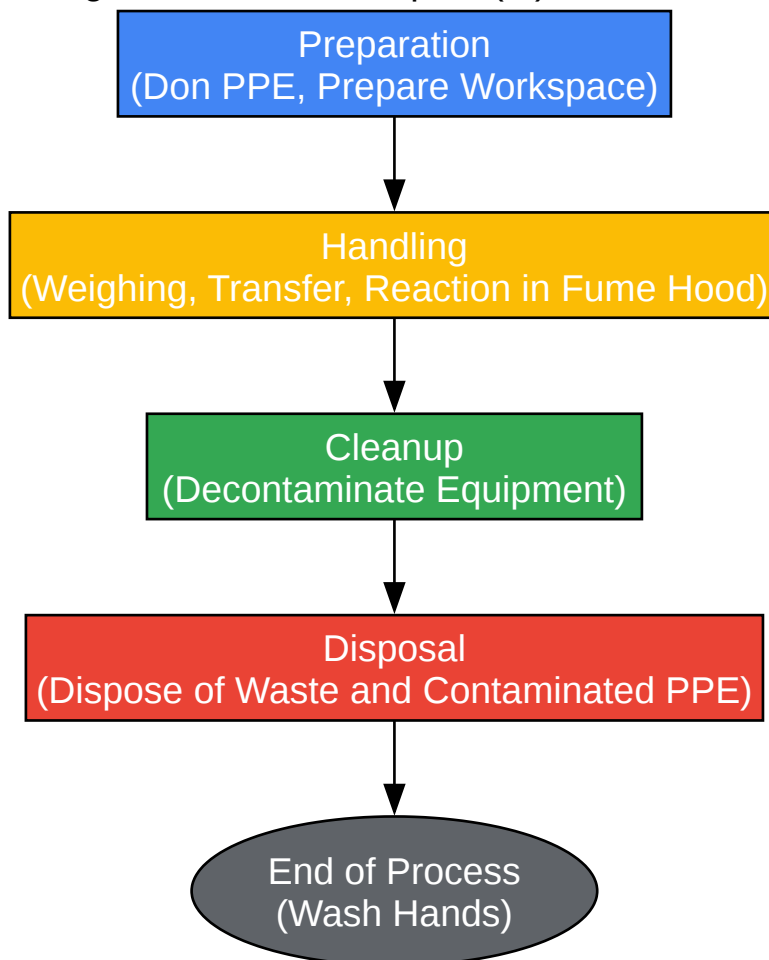 Preparation
(Don PPE, Prepare Workspace)
Handling
(Weighing, Transfer, Reaction in Fume Hood)
Cleanup
(Decontaminate Equipment)
Disposal
(Dispose of Waste and Contaminated PPE)
End of Process
(Wash Hands)